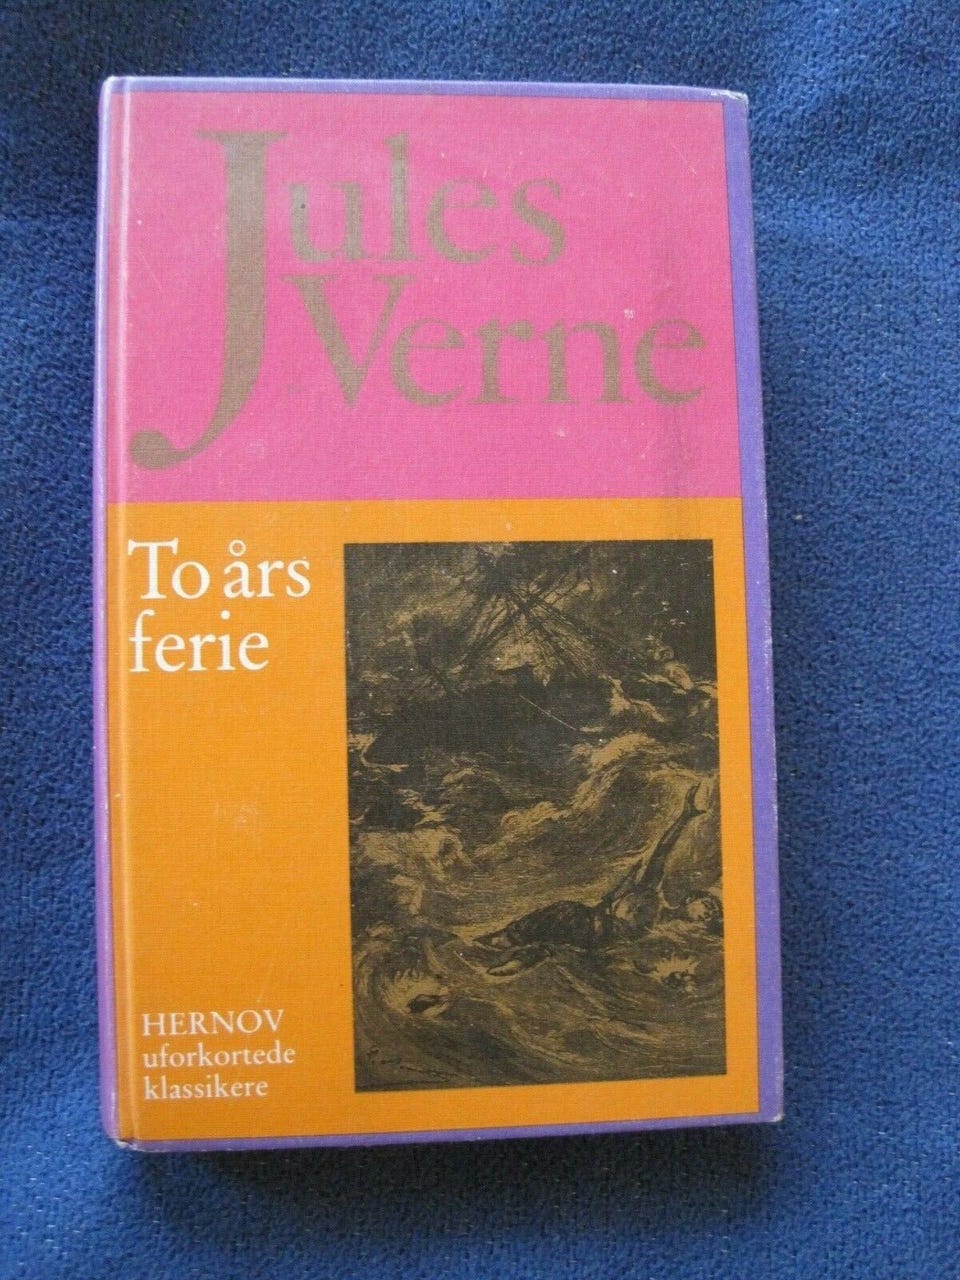 Jules
Verne
To års
ferie
HERNOV
uforkortede
klassikere